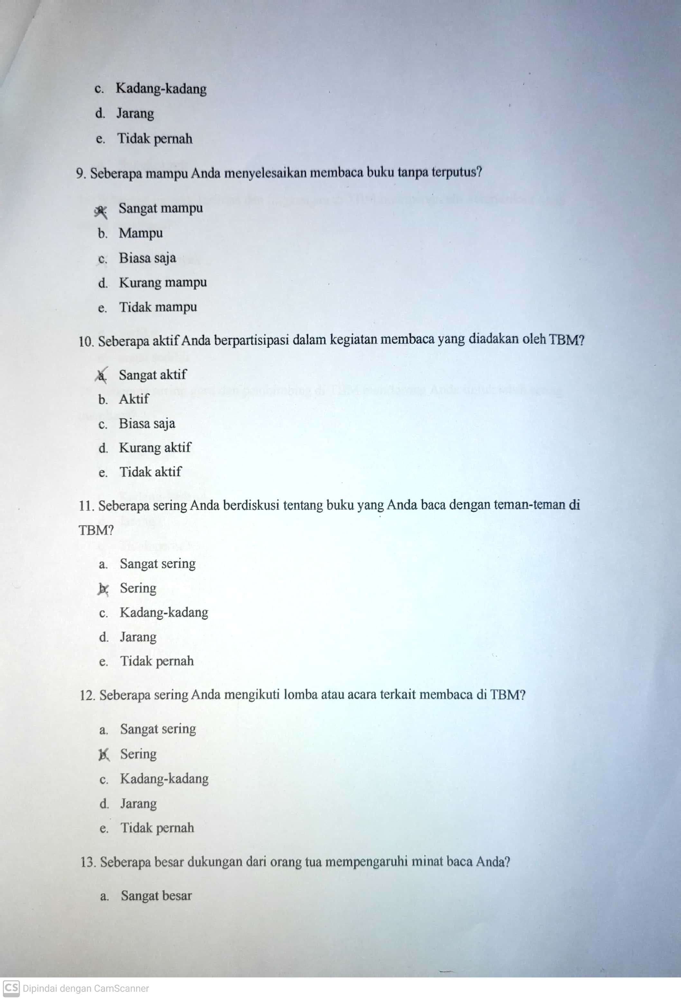 c. Kadang-kadang
d. Jarang
e. Tidak pernah
9. Seberapa mampu Anda menyelesaikan membaca buku tanpa terputus?
a. Sangat mampu
b. Mampu
c. Biasa saja
d. Kurang mampu
e. Tidak mampu
10. Seberapa aktif Anda berpartisipasi dalam kegiatan membaca yang diadakan oleh TBM?
a. Sangat aktif
b. Aktif
c. Biasa saja
d. Kurang aktif
e. Tidak aktif
11. Seberapa sering Anda berdiskusi tentang buku yang Anda baca dengan teman-teman di
TBM?
a. Sangat sering
b. Sering
c. Kadang-kadang
d. Jarang
e. Tidak pernah
12. Seberapa sering Anda mengikuti lomba atau acara terkait membaca di TBM?
a. Sangat sering
b. Sering
c. Kadang-kadang
d. Jarang
e. Tidak pernah
13. Seberapa besar dukungan dari orang tua mempengaruhi minat baca Anda?
a. Sangat besar
CS Dipindai dengan CamScanner